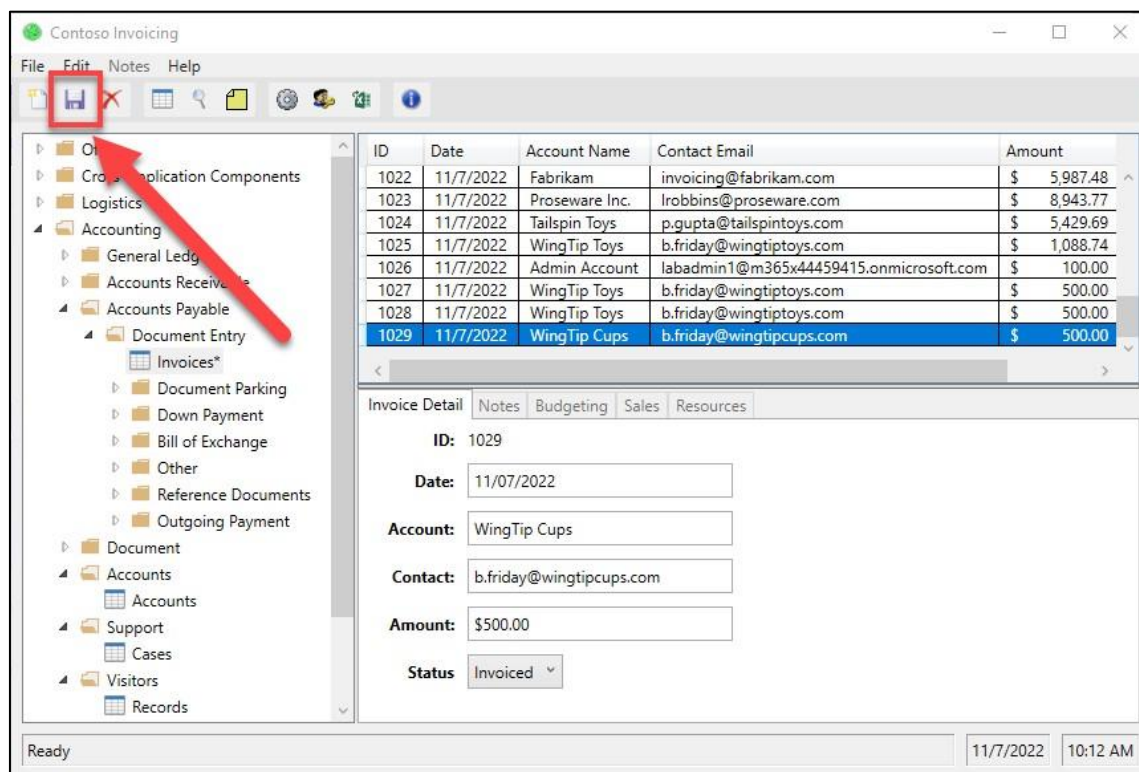 Contoso Invoicing
File Edit Notes Help
Cross Application Components
Logistics
Accounting
General Ledg
Accounts Receivable
Accounts Payable
Document Entry
Invoices*
Document Parking
Down Payment
Bill of Exchange
Other
Reference Documents
Outgoing Payment
Document
Accounts
Accounts
Support
Cases
Visitors
Records
ID Date Account Name Contact Email Amount
1022 11/7/2022 Fabrikam invoicing@fabrikam.com $ 5,987.48
1023 11/7/2022 Proseware Inc. lrobbins@proseware.com $ 8,943.77
1024 11/7/2022 Tailspin Toys p.gupta@tailspintoys.com $ 5,429.69
1025 11/7/2022 WingTip Toys b.friday@wingtiptoys.com $ 1,088.74
1026 11/7/2022 Admin Account labadmin1@m365x44459415.onmicrosoft.com $ 100.00
1027 11/7/2022 WingTip Toys b.friday@wingtiptoys.com $ 500.00
1028 11/7/2022 WingTip Toys b.friday@wingtiptoys.com $ 500.00
1029 11/7/2022 WingTip Cups b.friday@wingtipcups.com $ 500.00
Invoice Detail Notes Budgeting Sales Resources
ID: 1029
Date: 11/07/2022
Account: WingTip Cups
Contact: b.friday@wingtipcups.com
Amount: $500.00
Status Invoiced
Ready 11/7/2022 10:12 AM